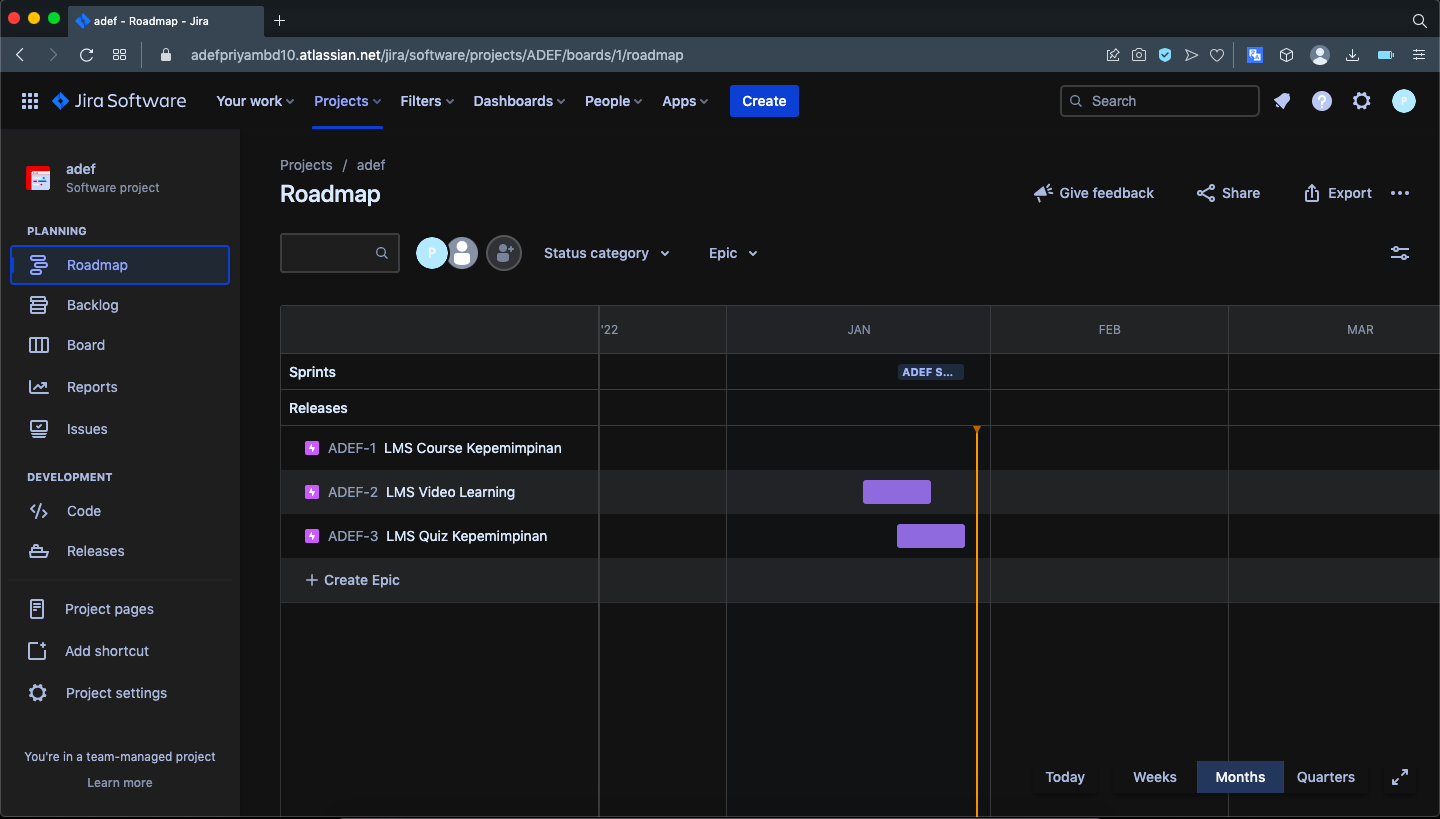 adef - Roadmap - Jira
adefpriyambd10.atlassian.net/jira/software/projects/ADEF/boards/1/roadmap
Jira Software
Your work
Projects
Filters
Dashboards
People
Apps
Create
Search
P
adef
Software project
PLANNING
Roadmap
Backlog
Board
Reports
Issues
DEVELOPMENT
Code
Releases
Project pages
Add shortcut
Project settings
You're in a team-managed project
Learn more
Projects / adef
Roadmap
Give feedback
Share
Export
P
Status category
Epic
'22
JAN
FEB
MAR
Sprints
ADEF S...
Releases
ADEF-1 LMS Course Kepemimpinan
ADEF-2 LMS Video Learning
ADEF-3 LMS Quiz Kepemimpinan
+ Create Epic
Today
Weeks
Months
Quarters